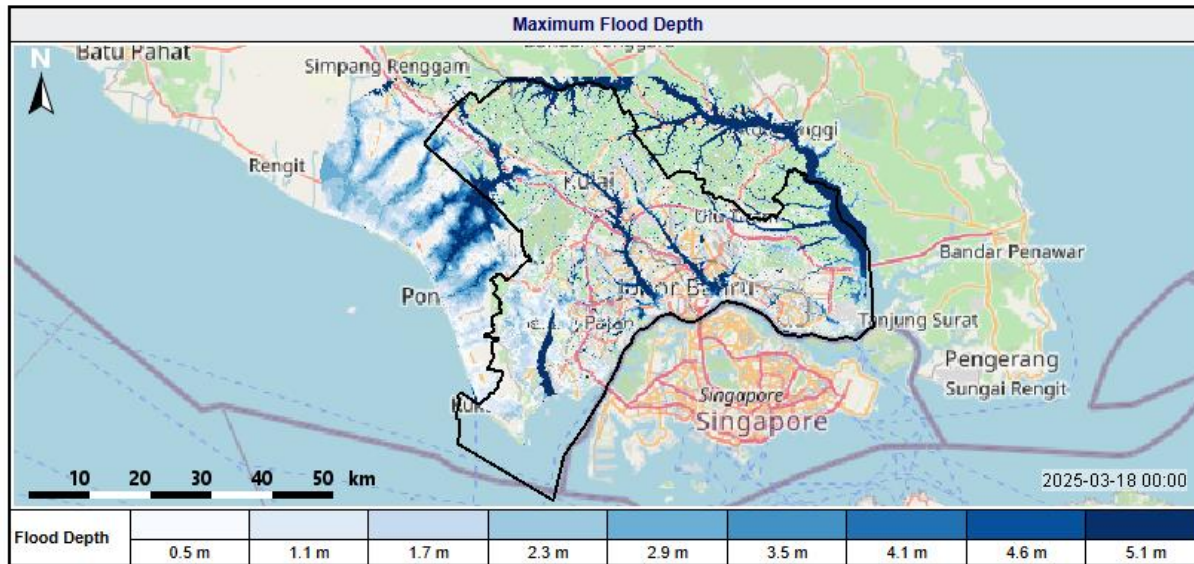 Maximum Flood Depth
Batu Pahat
N
Simpang Renggam
Rengit
Kulai
Bandar Penawar
Pon
Johor Bahru
Tanjung Surat
Pengerang
Sungai Rengit
Singapore
Singapore
10 20 30 40 50 km
2025-03-18 00:00
Flood Depth
0.5 m 1.1 m 1.7 m 2.3 m 2.9 m 3.5 m 4.1 m 4.6 m 5.1 m